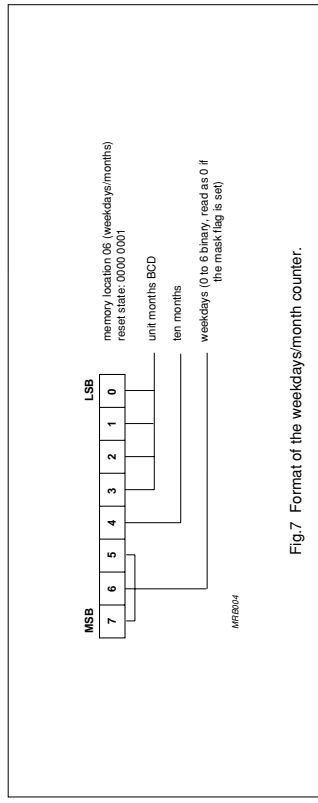 MSB LSB
7 6 5 4 3 2 1 0
memory location 06 (weekdays/months)
reset state: 0000 0001
unit months BCD
ten months
weekdays (0 to 6 binary, read as 0 if
the mask flag is set)
MRB004
Fig.7 Format of the weekdays/month counter.